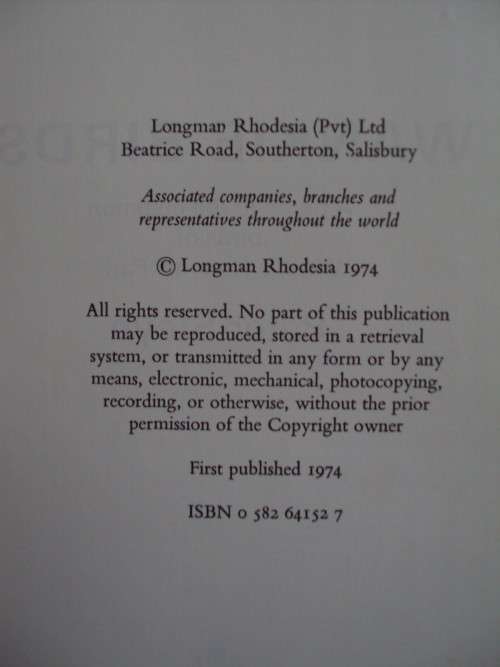 Longman Rhodesia (Pvt) Ltd
Beatrice Road, Southerton, Salisbury
Associated companies, branches and
representatives throughout the world
© Longman Rhodesia 1974
All rights reserved. No part of this publication
may be reproduced, stored in a retrieval
system, or transmitted in any form or by any
means, electronic, mechanical, photocopying,
recording, or otherwise, without the prior
permission of the Copyright owner
First published 1974
ISBN 0 582 64152 7